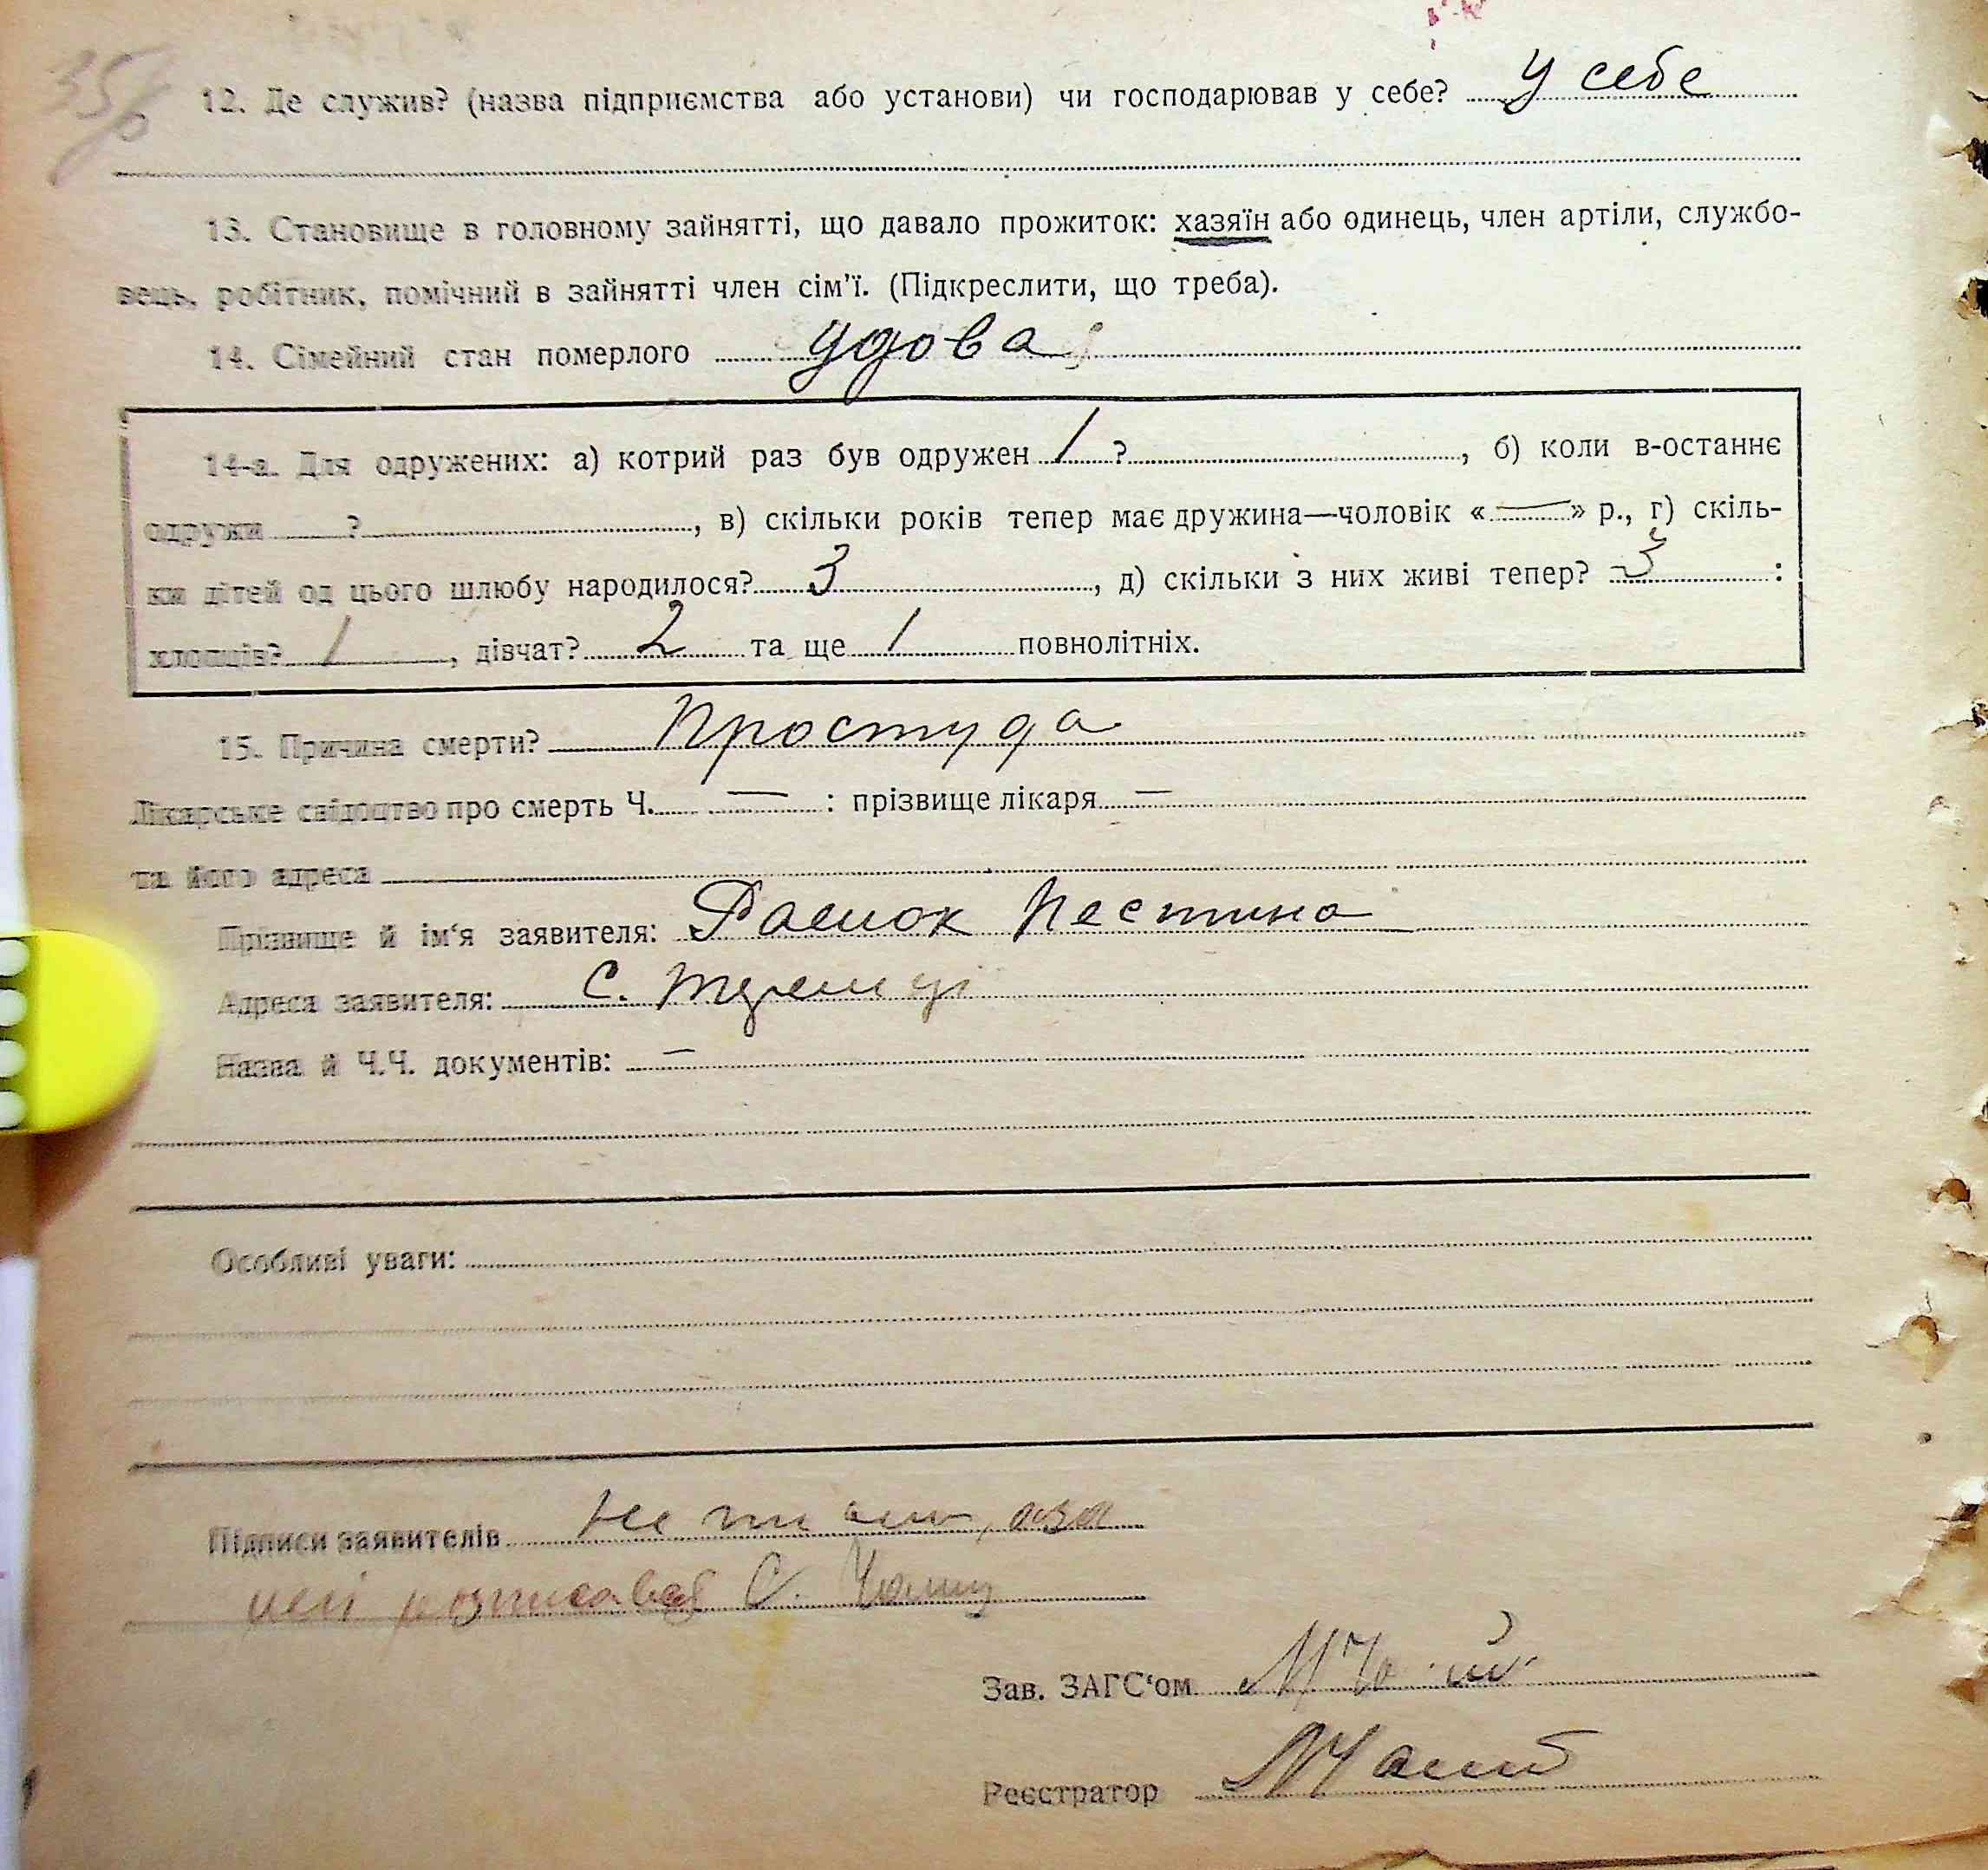 35
12. Де служив? (назва підприємства або установи) чи господарював у себе? У себе
13. Становище в головному зайнятті, що давало прожиток: хазяїн або одинець, член артіли, службо-
вець, робітник, помічний в зайнятті член сім'ї. (Підкреслити, що треба).
14. Сімейний стан померлого удова
14-а. Для одружених: а) котрий раз був одружен 1 ?, б) коли в-останнє
одружи ?, в) скільки років тепер має дружина—чоловік «—» р., г) скіль-
ки дітей од цього шлюбу народилося? 3, д) скільки з них живі тепер? 3 :
хлопців? 1, дівчат? 2 та ще 1 повнолітніх.
15. Причина смерти? Простуда
Лікарське свідоцтво про смерть Ч. — : прізвище лікаря —
та його адреса
Прізвище й ім'я заявителя:
Адреса заявителя: С.
Назва й Ч.Ч. документів: —
Особливі уваги:
Підписи заявителів
С.
Зав. ЗАГС'ом
Реєстратор